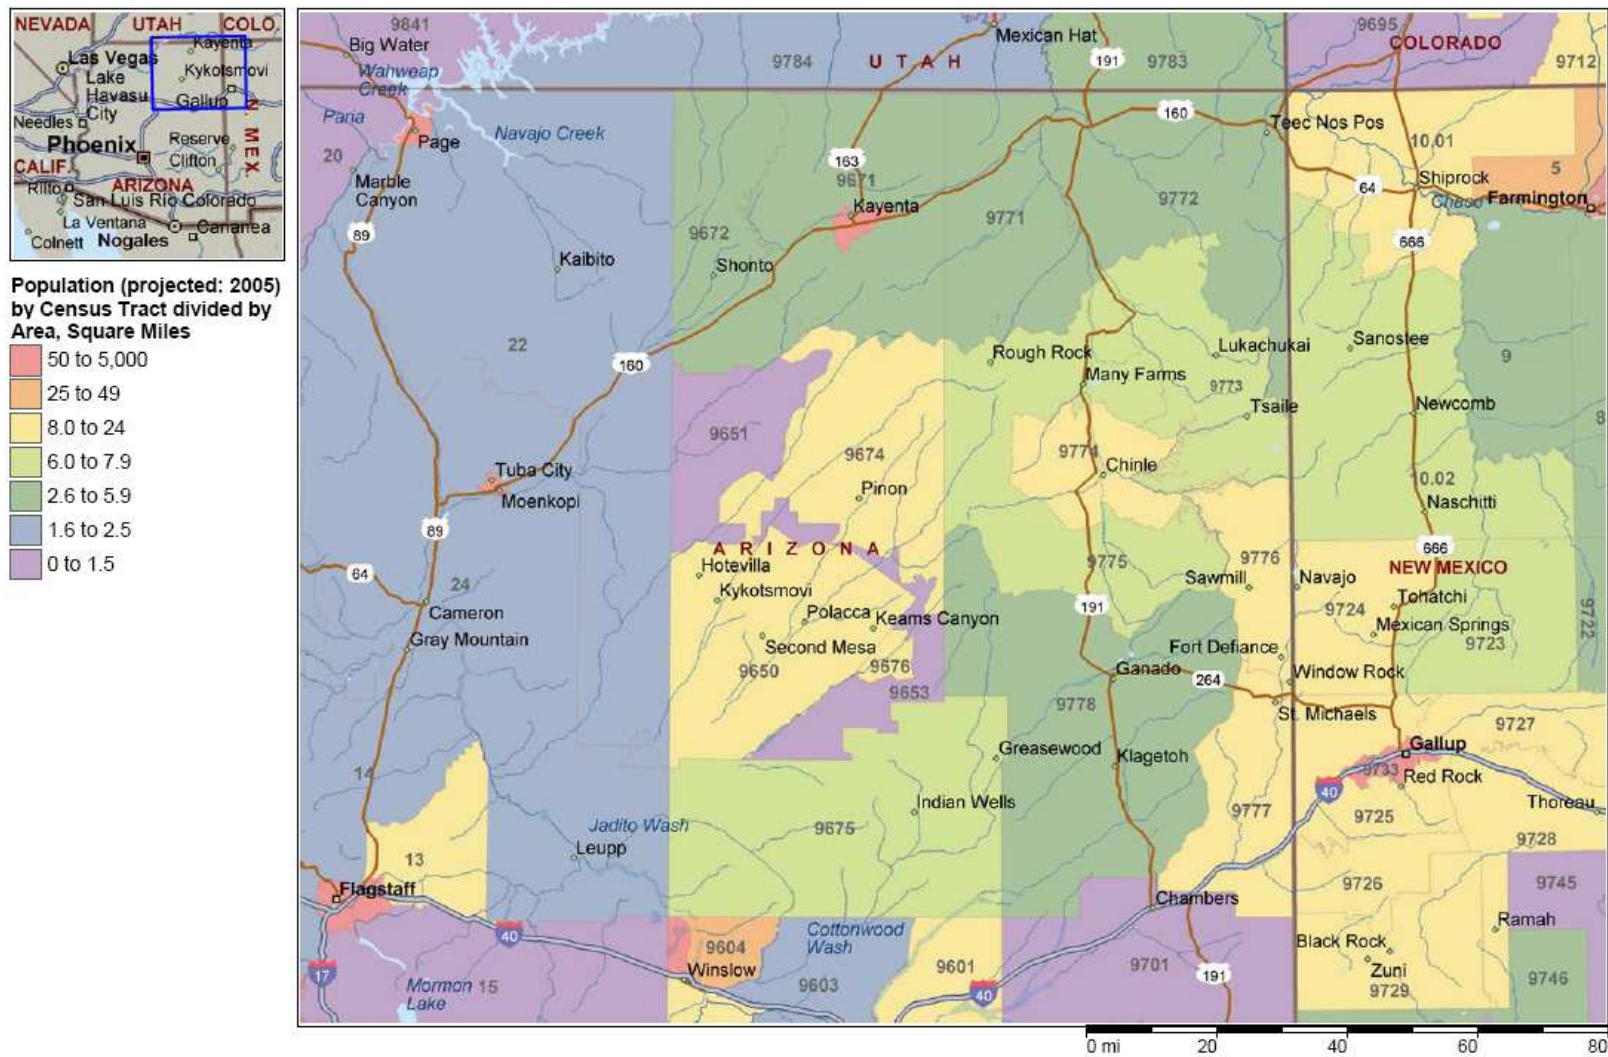 NEVADA UTAH COLO.
Kayenta
Las Vegas
Kykotsmovi
Lake
Havasu
City
Gallup
Needles
N. MEX
Phoenix
Reserve
Clifton
CALIF.
ARIZONA
Rillito
San Luis Rio Colorado
La Ventana
Cananea
Colnett
Nogales
Population (projected: 2005)
by Census Tract divided by
Area, Square Miles
50 to 5,000
25 to 49
8.0 to 24
6.0 to 7.9
2.6 to 5.9
1.6 to 2.5
0 to 1.5
9841
Big Water
Wahweap
Creek
9784
UTAH
Mexican Hat
191
9783
9695
COLORADO
9712
Paria
20
Page
Navajo Creek
163
9671
160
Teec Nos Pos
10.01
5
Marble
Canyon
Kayenta
9771
9772
64
Shiprock
Chaco
Farmington
89
9672
666
Kaibito
Shonto
22
160
Rough Rock
Lukachukai
Sanostee
9
Many Farms
9773
Tsaile
Newcomb
8
9651
9674
9774
Chinle
Tuba City
Moenkopi
Pinon
10.02
Naschitti
89
ARIZONA
666
64
24
Hotevilla
Kykotsmovi
9775
9776
Sawmill
Navajo
NEW MEXICO
Cameron
Polacca
Keams Canyon
191
9724
Tohatchi
Mexican Springs
9722
Gray Mountain
Second Mesa
9650
9676
9653
Fort Defiance
9723
Ganado
264
Window Rock
9778
St. Michaels
9727
14
Greasewood
Klagetoh
Gallup
9733
Red Rock
40
Indian Wells
9777
9725
Thoreau
Jadito Wash
9675
Leupp
13
9728
Flagstaff
9726
9745
Chambers
Ramah
40
9604
Cottonwood
Wash
Black Rock
Winslow
9601
9701
Zuni
17
Mormon
Lake
15
9603
40
191
9729
9746
0 mi 20 40 60 80